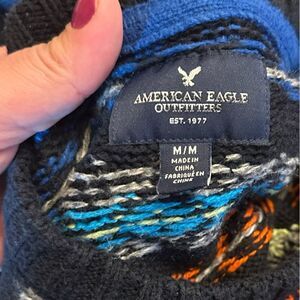 AMERICAN EAGLE
OUTFITTERS
EST. 1977
M/M
MADE IN
CHINA
FABRIQUÉ EN
CHINE